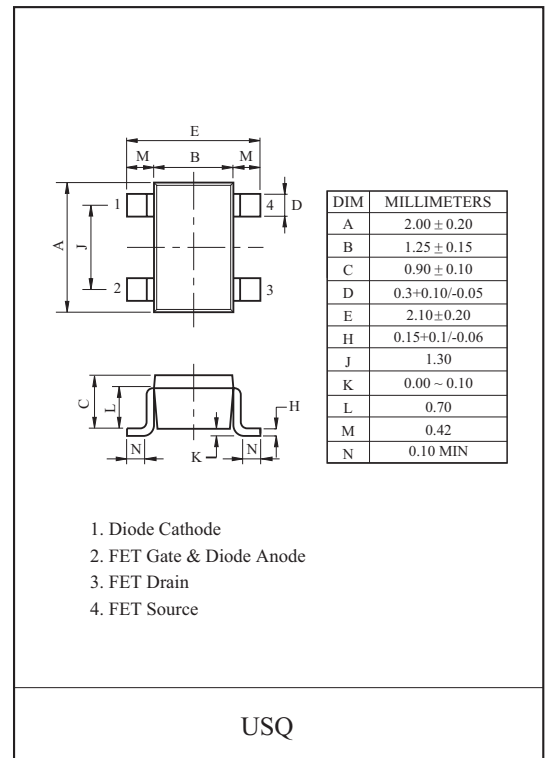 E
M B M
1 4 D
A J
2 3
C L H
N K N
DIM MILLIMETERS
A 2.00 ± 0.20
B 1.25 ± 0.15
C 0.90 ± 0.10
D 0.3+0.10/-0.05
E 2.10±0.20
H 0.15+0.1/-0.06
J 1.30
K 0.00 ~ 0.10
L 0.70
M 0.42
N 0.10 MIN
1. Diode Cathode
2. FET Gate & Diode Anode
3. FET Drain
4. FET Source
USQ